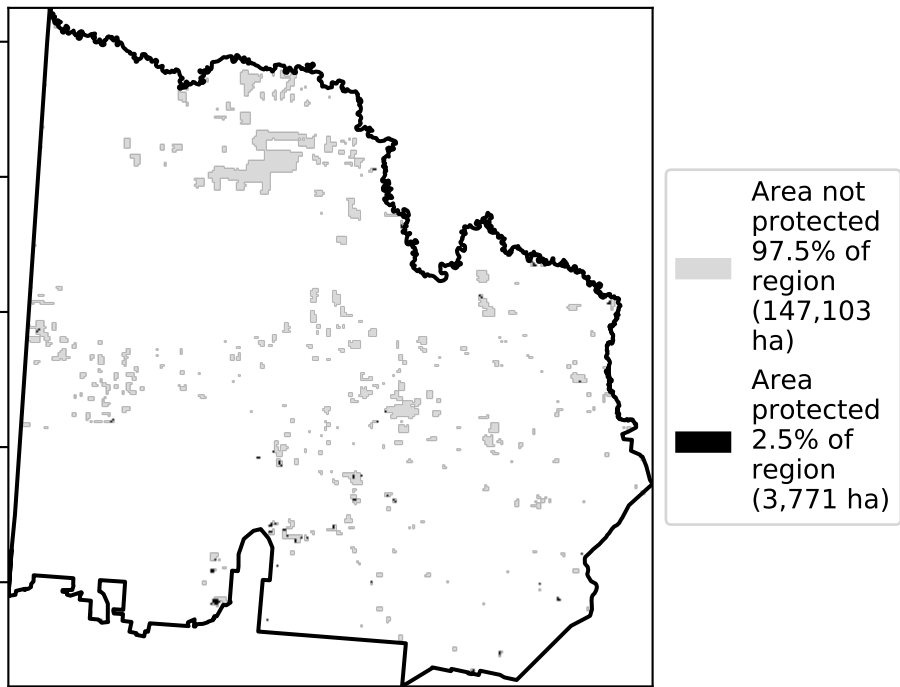 Area not
protected
97.5% of
region
(147,103
ha)
Area
protected
2.5% of
region
(3,771 ha)